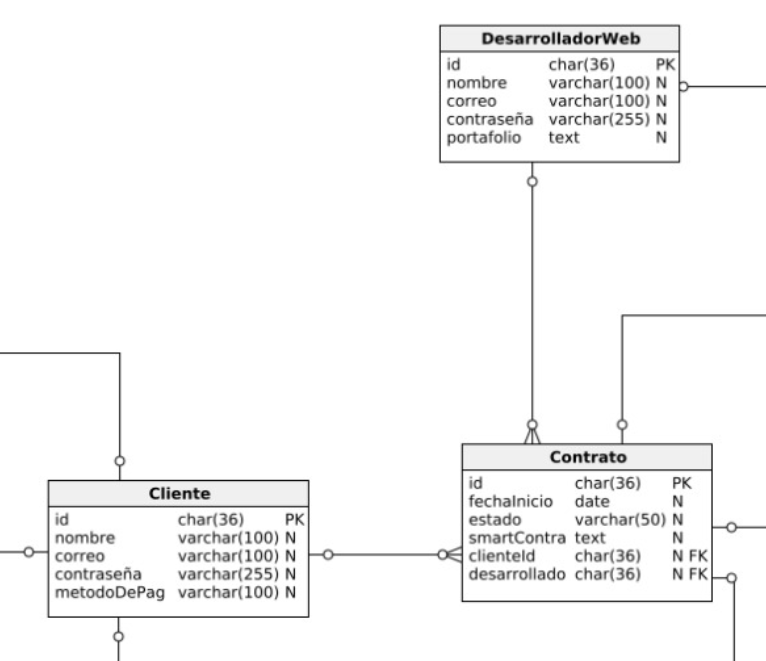 DesarrolladorWeb
id char(36) PK
nombre varchar(100) N
correo varchar(100) N
contraseña varchar(255) N
portafolio text N
Contrato
id char(36) PK
fechaInicio date N
estado varchar(50) N
smartContra text N
clienteId char(36) N FK
desarrollado char(36) N FK
Cliente
id char(36) PK
nombre varchar(100) N
correo varchar(100) N
contraseña varchar(255) N
metodoDePag varchar(100) N